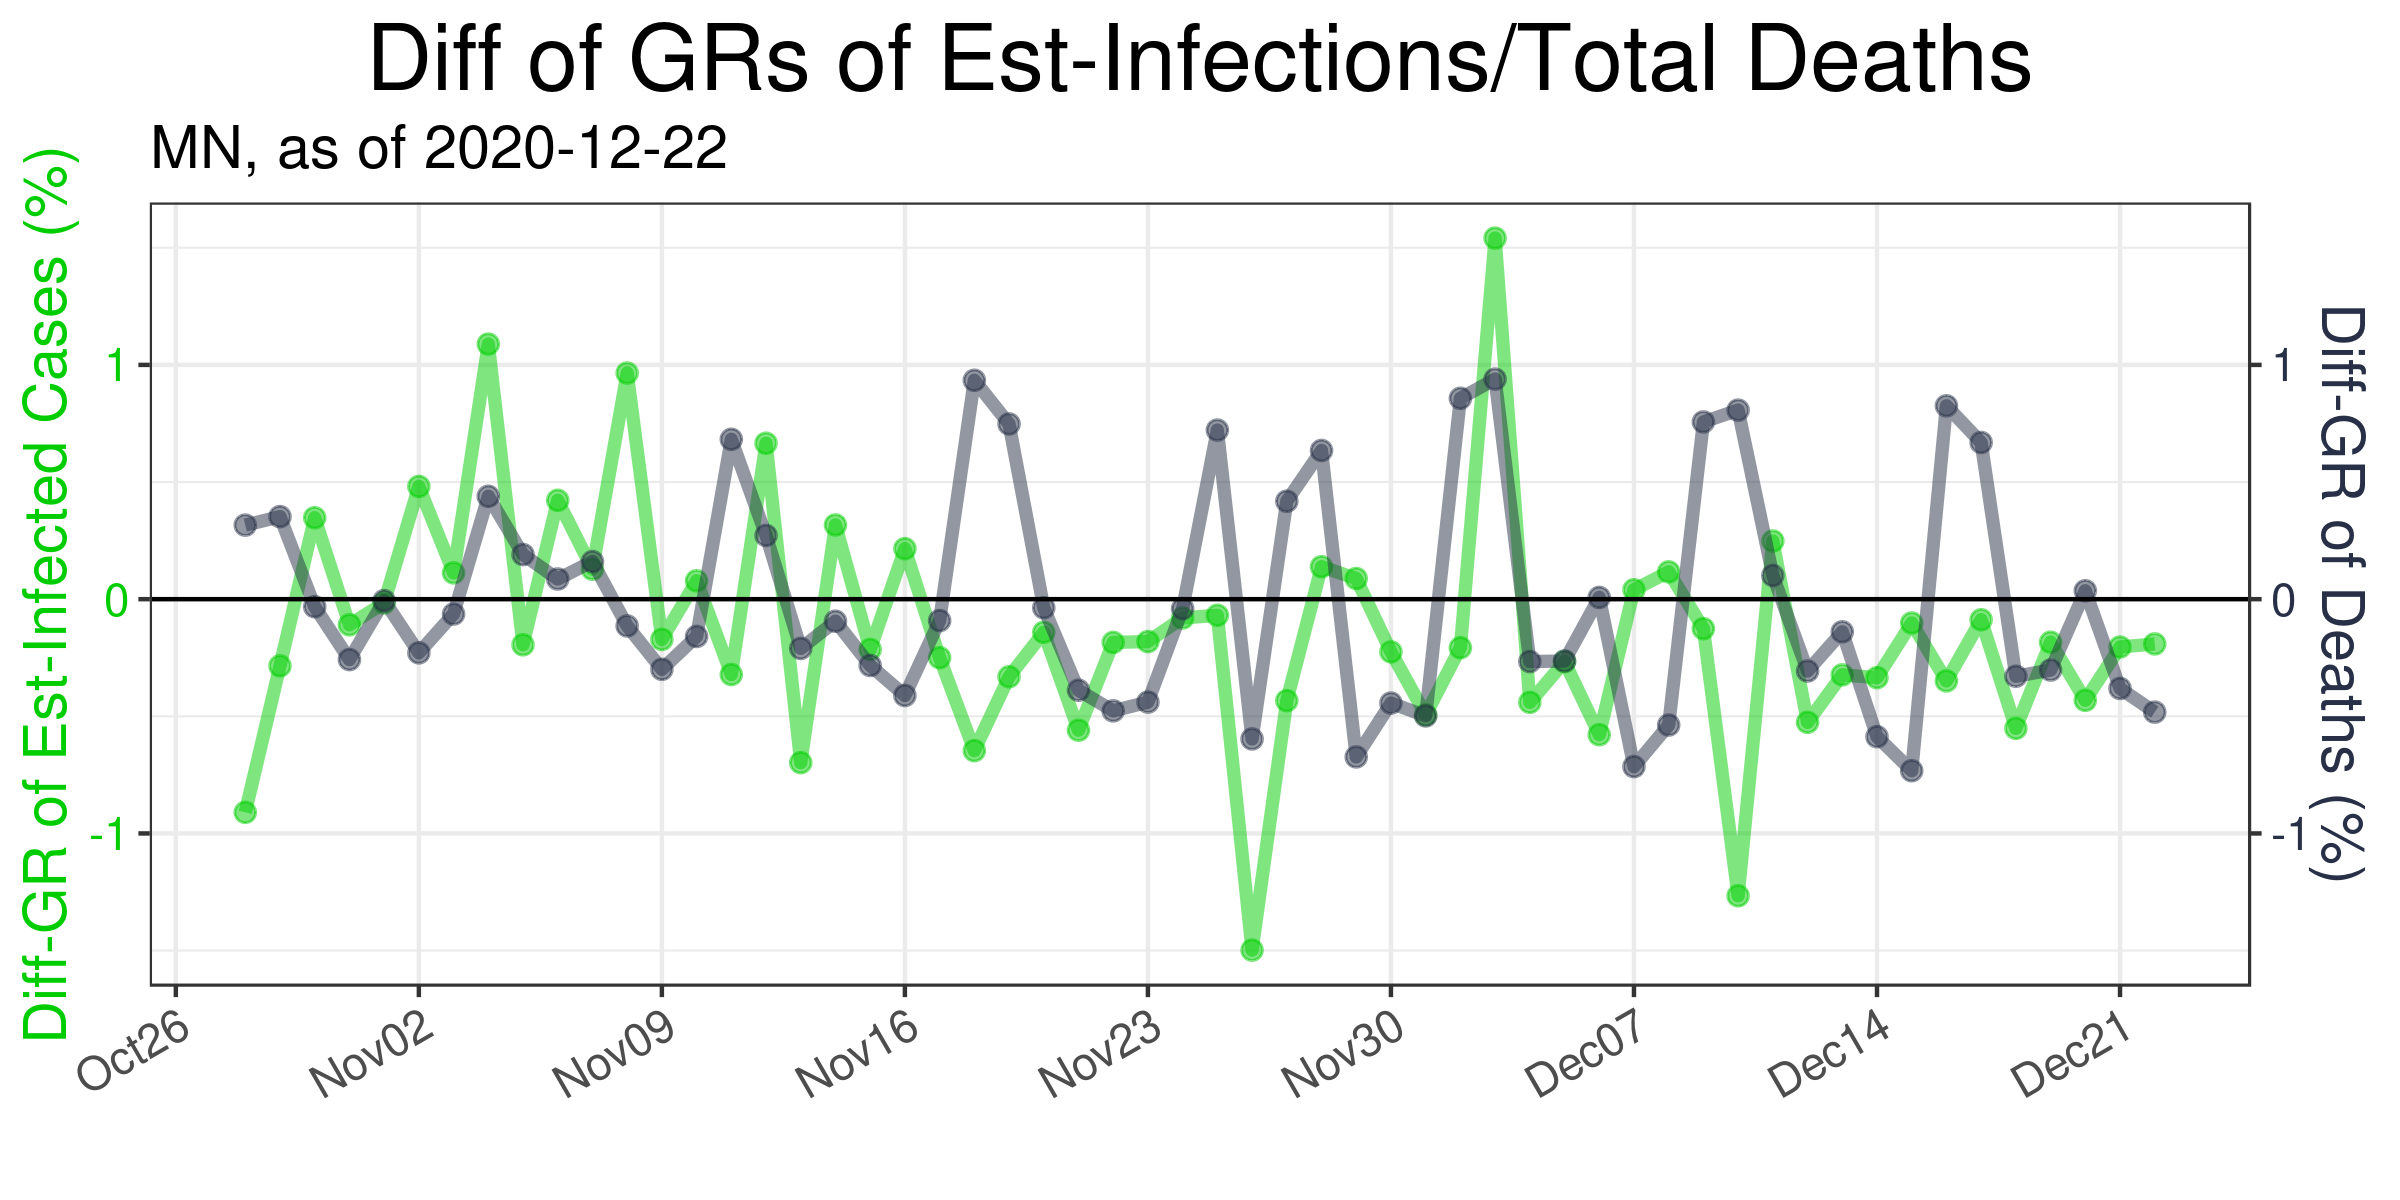 Diff of GRs of Est-Infections/Total Deaths
MN, as of 2020-12-22
Diff-GR of Est-Infected Cases (%)
1
0
-1
1
0
-1
Diff-GR of Deaths (%)
Oct26
Nov02
Nov09
Nov16
Nov23
Nov30
Dec07
Dec14
Dec21